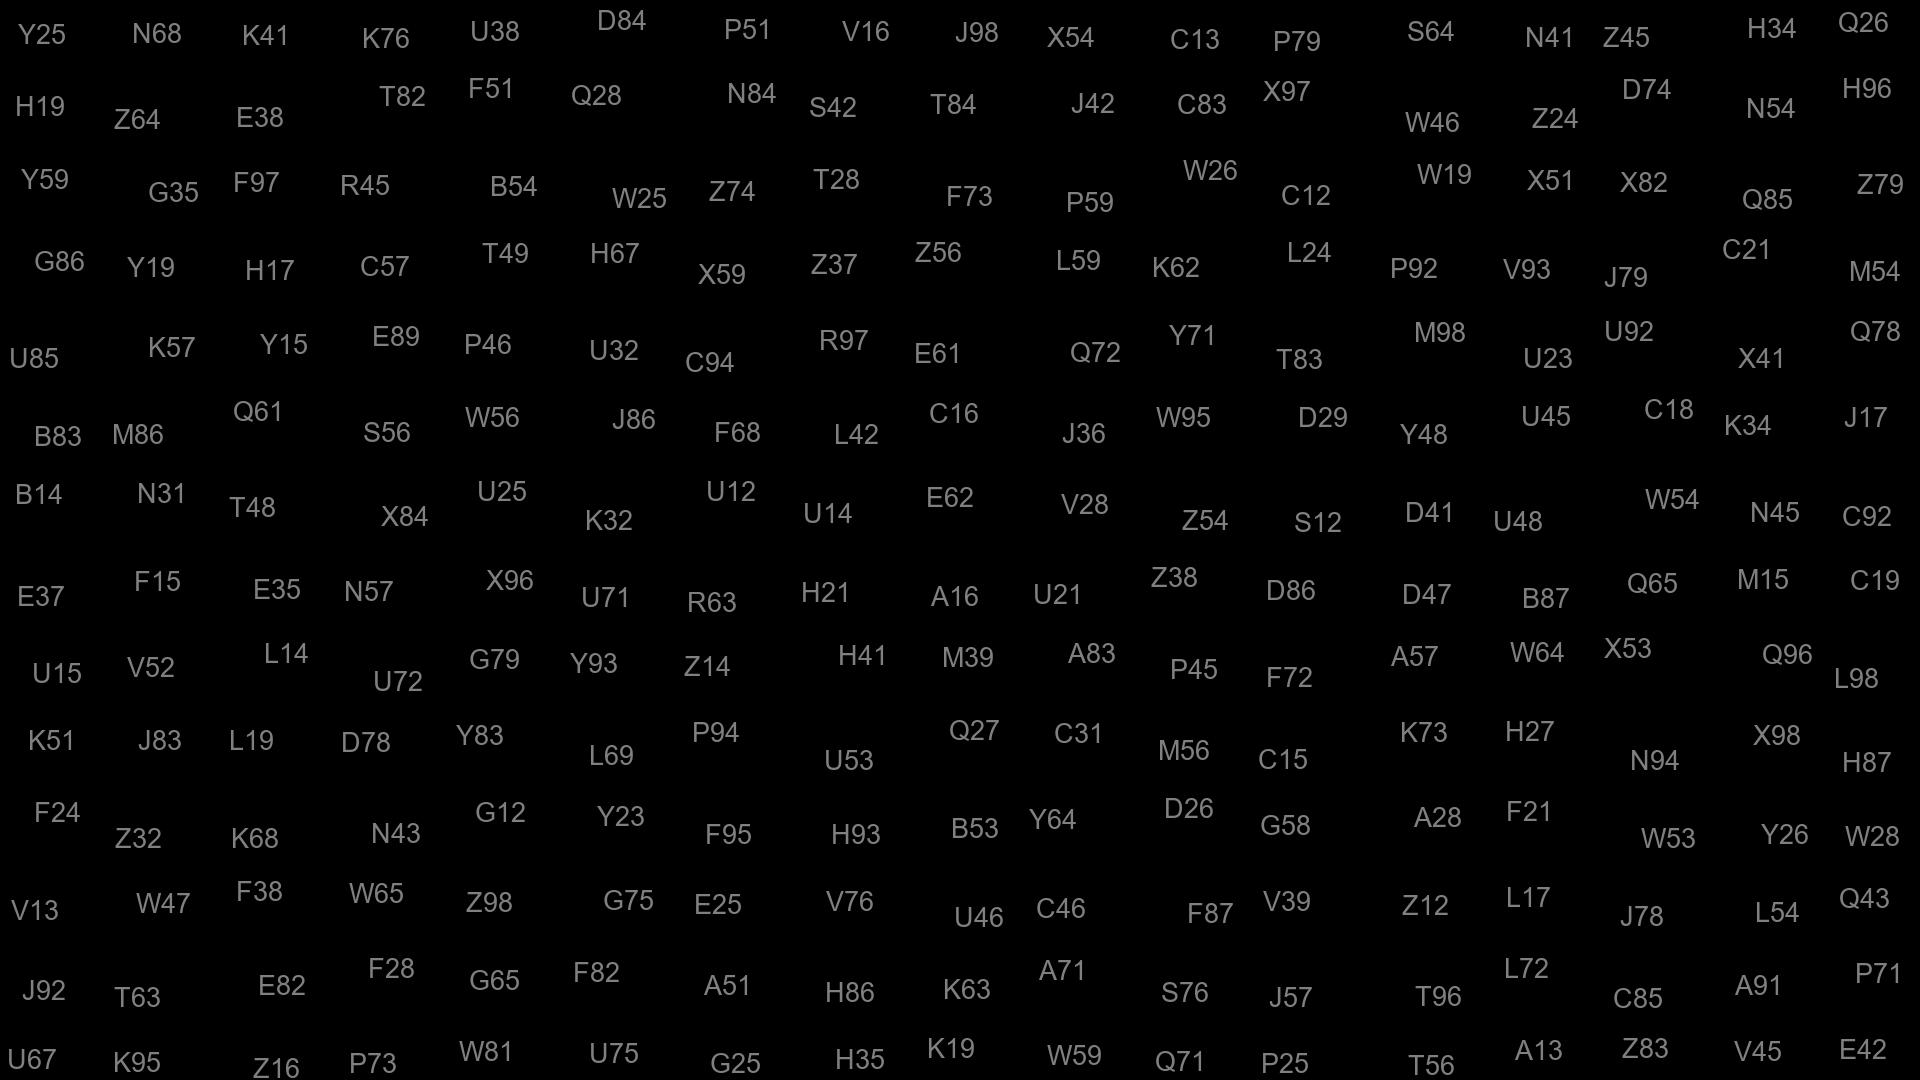 Y25 N68 K41 K76 U38 D84 P51 V16 J98 X54 C13 P79 S64 N41 Z45 H34 Q26
H19 Z64 E38 T82 F51 Q28 N84 S42 T84 J42 C83 X97 W46 Z24 D74 N54 H96
Y59 G35 F97 R45 B54 W25 Z74 T28 F73 P59 W26 C12 W19 X51 X82 Q85 Z79
G86 Y19 H17 C57 T49 H67 X59 Z37 Z56 L59 K62 L24 P92 V93 J79 C21 M54
U85 K57 Y15 E89 P46 U32 C94 R97 E61 Q72 Y71 T83 M98 U23 U92 X41 Q78
B83 M86 Q61 S56 W56 J86 F68 L42 C16 J36 W95 D29 Y48 U45 C18 K34 J17
B14 N31 T48 X84 U25 K32 U12 U14 E62 V28 Z54 S12 D41 U48 W54 N45 C92
E37 F15 E35 N57 X96 U71 R63 H21 A16 U21 Z38 D86 D47 B87 Q65 M15 C19
U15 V52 L14 U72 G79 Y93 Z14 H41 M39 A83 P45 F72 A57 W64 X53 Q96 L98
K51 J83 L19 D78 Y83 L69 P94 U53 Q27 C31 M56 C15 K73 H27 N94 X98 H87
F24 Z32 K68 N43 G12 Y23 F95 H93 B53 Y64 D26 G58 A28 F21 W53 Y26 W28
V13 W47 F38 W65 Z98 G75 E25 V76 U46 C46 F87 V39 Z12 L17 J78 L54 Q43
J92 T63 E82 F28 G65 F82 A51 H86 K63 A71 S76 J57 T96 L72 C85 A91 P71
U67 K95 Z16 P73 W81 U75 G25 H35 K19 W59 Q71 P25 T56 A13 Z83 V45 E42